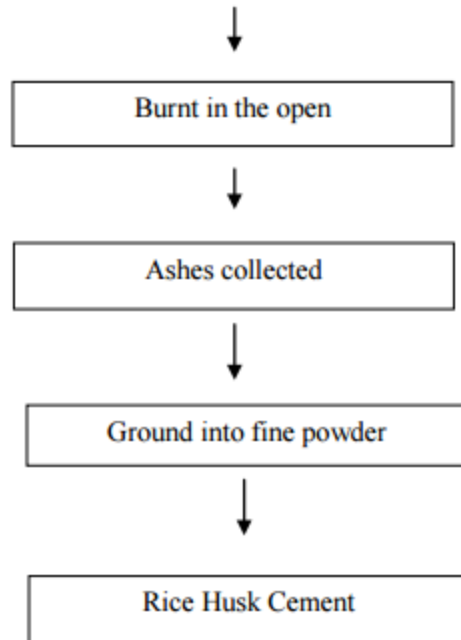 Burnt in the open
Ashes collected
Ground into fine powder
Rice Husk Cement